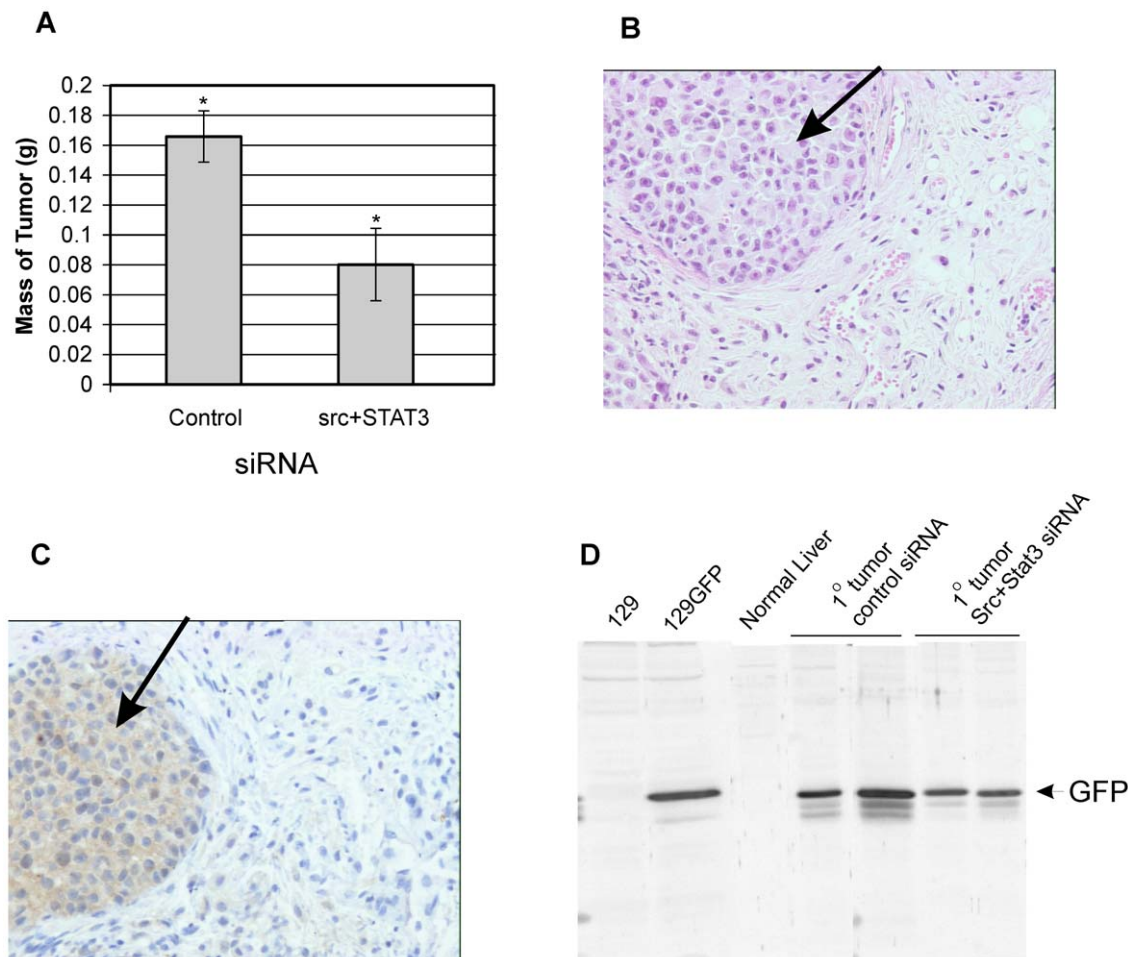 A
Mass of Tumor (g)
0.2
0.18
0.16
0.14
0.12
0.1
0.08
0.06
0.04
0.02
0
*
*
Control
src+STAT3
siRNA
B
C
D
129
129GFP
Normal Liver
1° tumor
control siRNA
1° tumor
Src+Stat3 siRNA
GFP